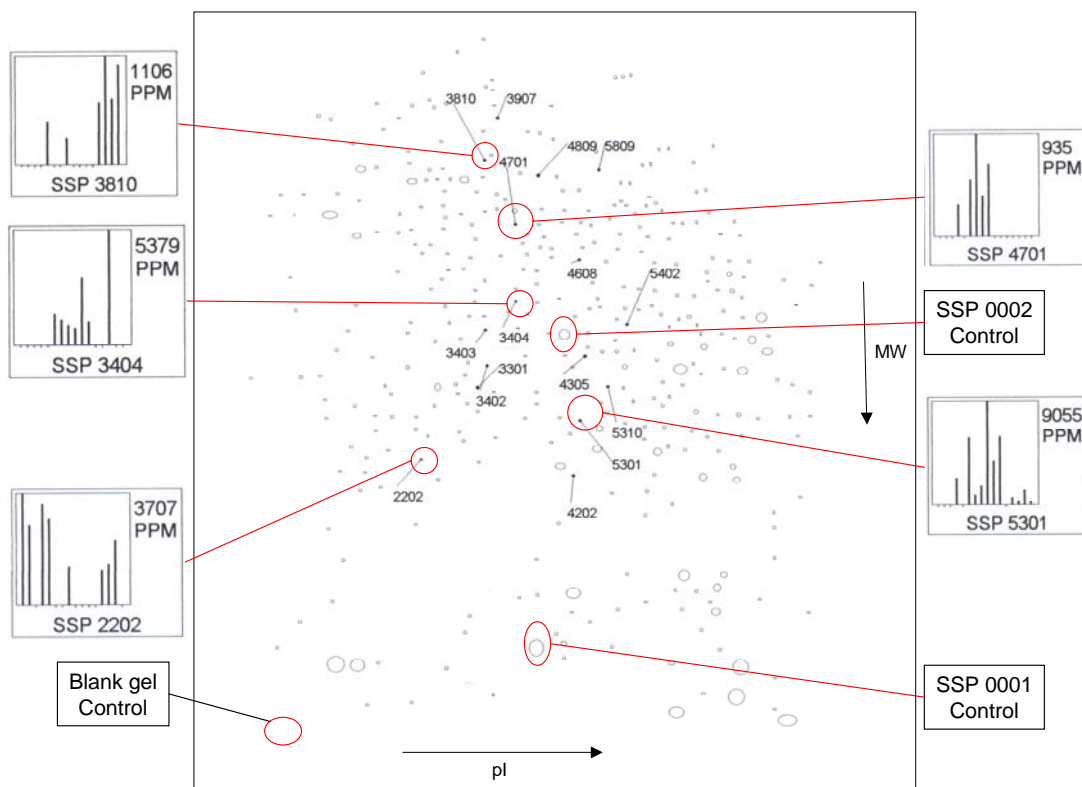 1106
PPM
SSP 3810
5379
PPM
SSP 3404
3707
PPM
SSP 2202
Blank gel
Control
3810
3907
4701
4809
5809
4608
5402
3403
3404
3301
3402
4305
5310
5301
2202
4202
pI
MW
935
PPM
SSP 4701
SSP 0002
Control
9055
PPM
SSP 5301
SSP 0001
Control